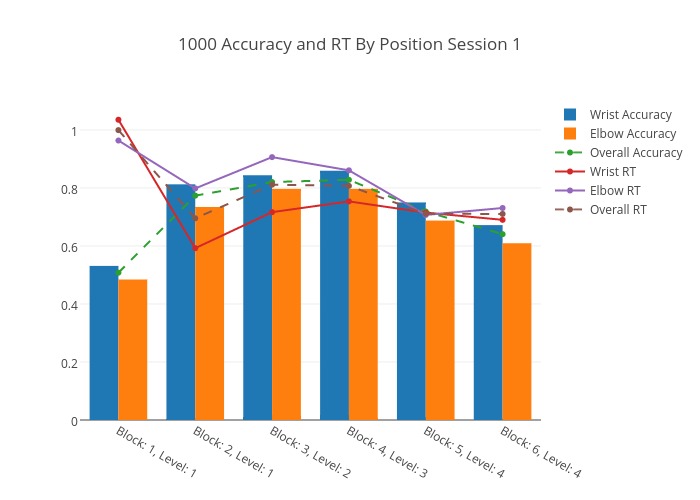 1000 Accuracy and RT By Position Session 1
Wrist Accuracy
Elbow Accuracy
Overall Accuracy
Wrist RT
Elbow RT
Overall RT
1
0.8
0.6
0.4
0.2
0
Block: 1, Level: 1
Block: 2, Level: 1
Block: 3, Level: 2
Block: 4, Level: 3
Block: 5, Level: 4
Block: 6, Level: 4